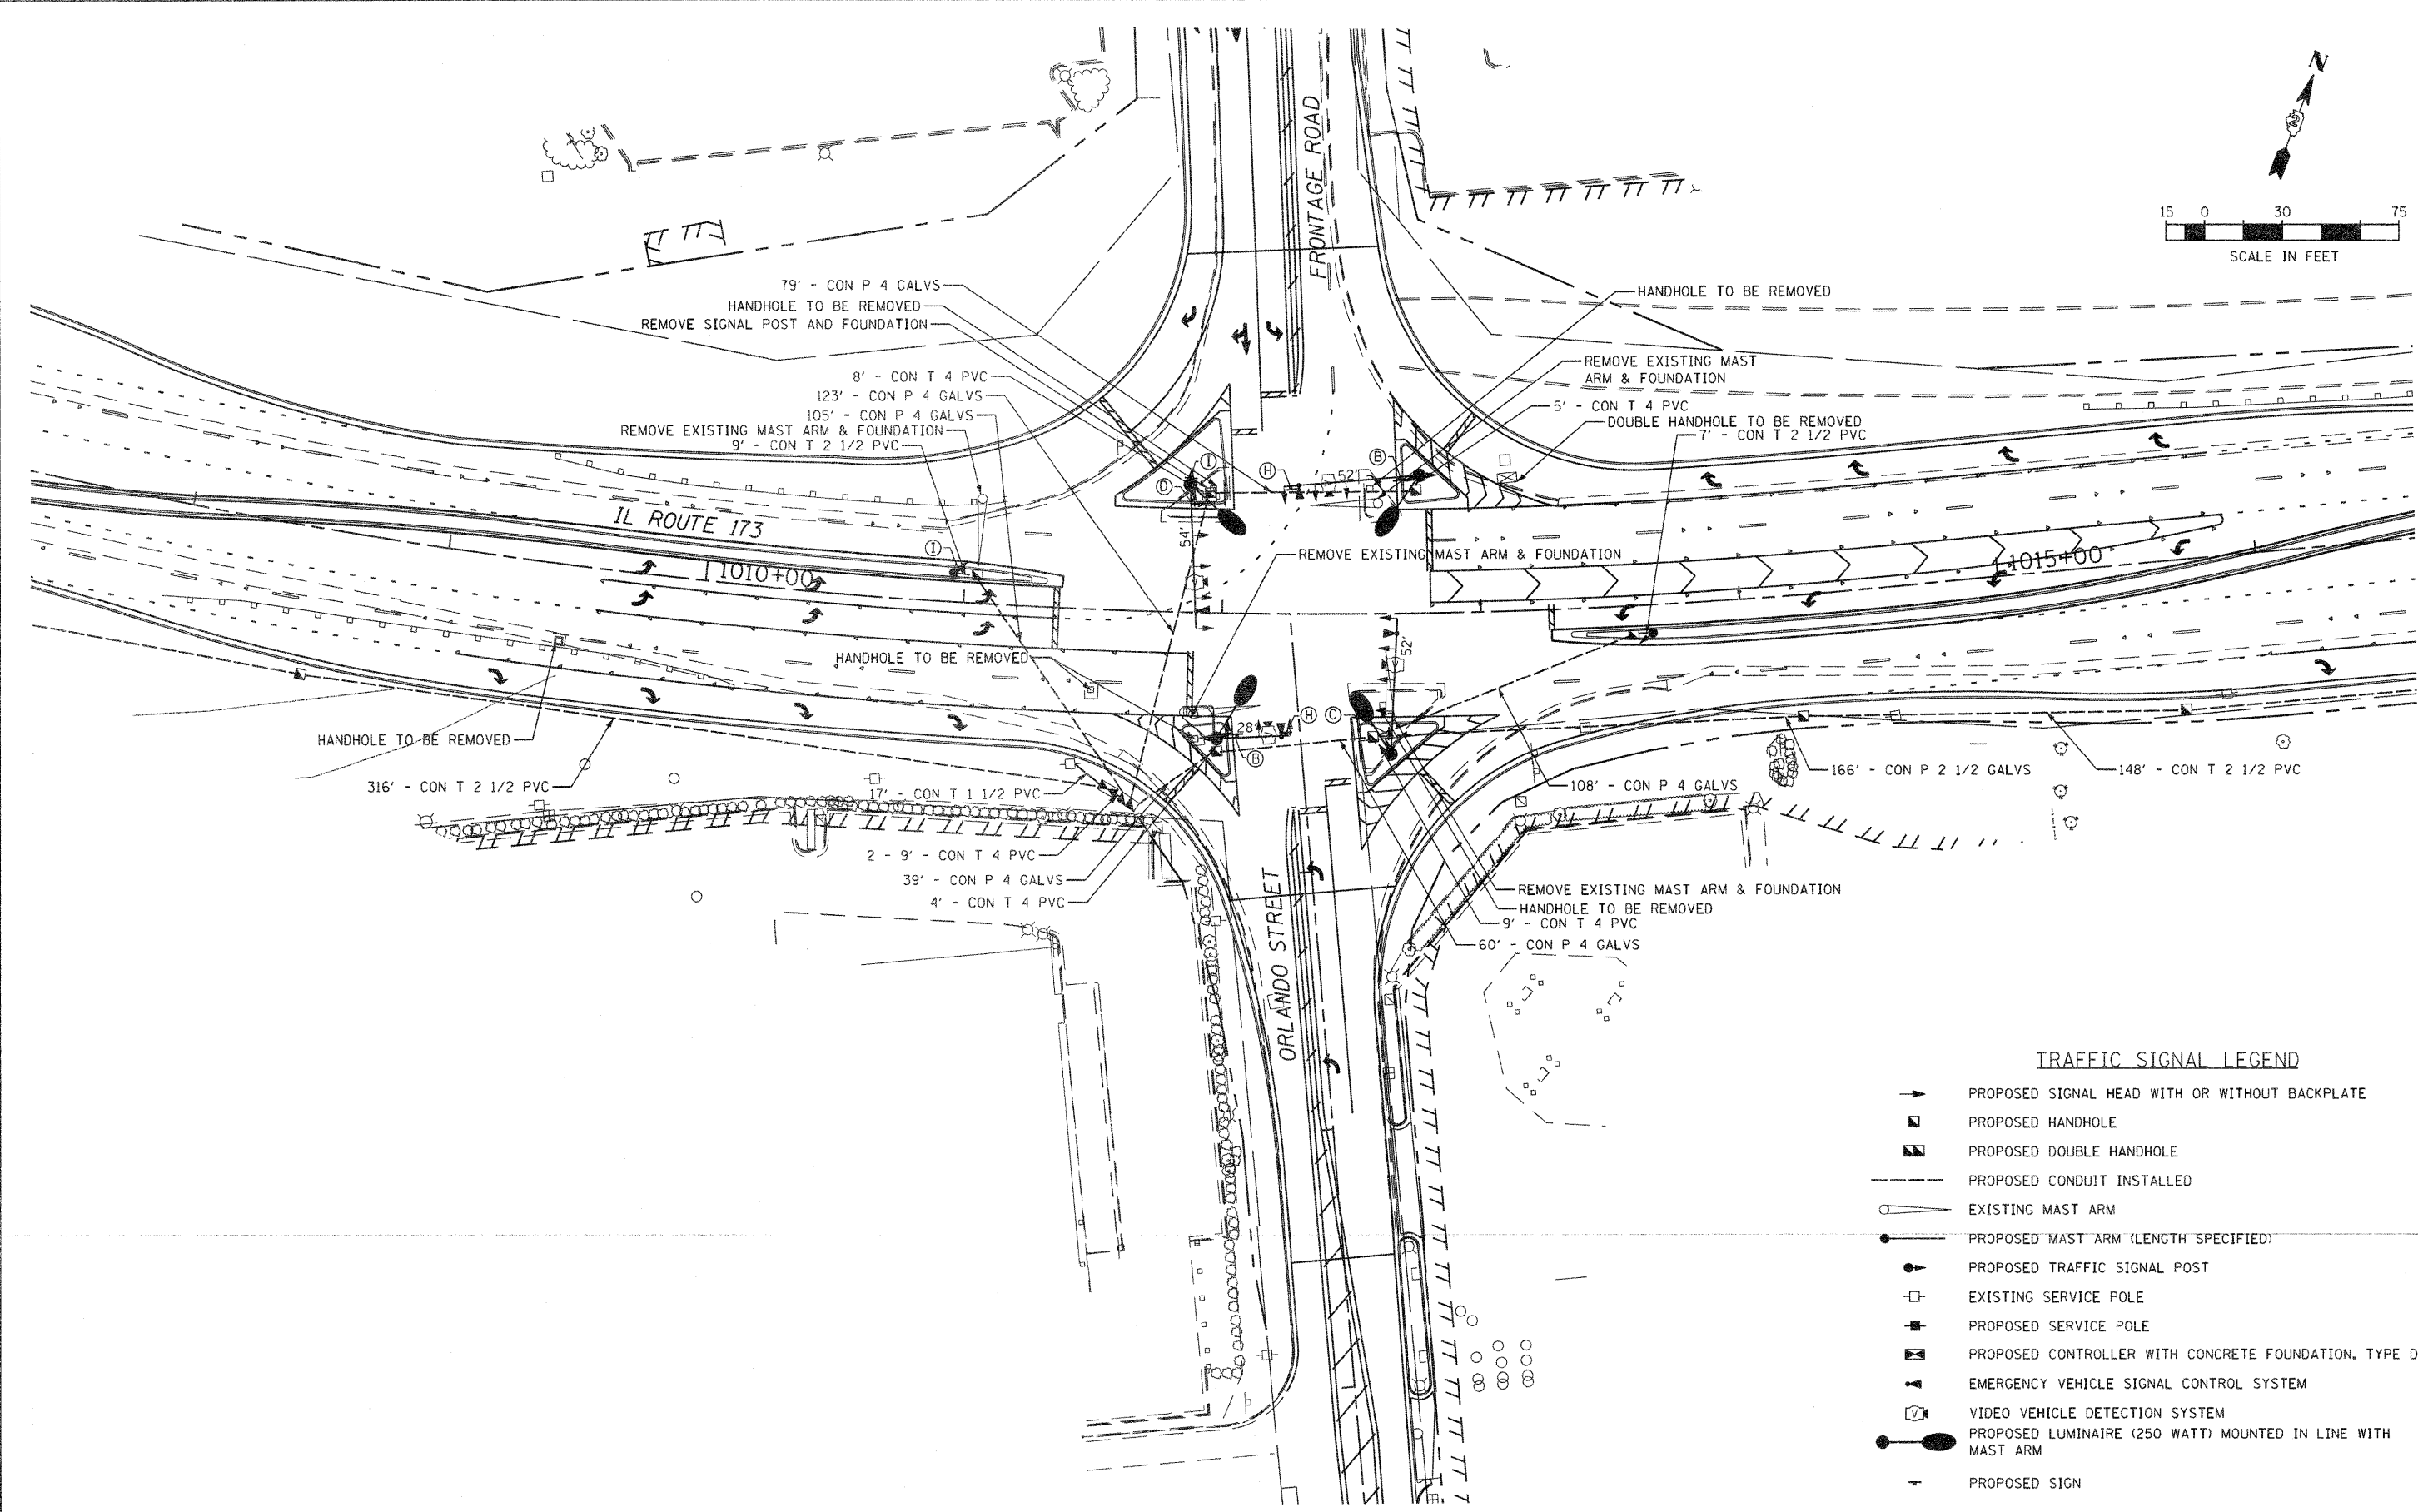 N
15 0 30 75
SCALE IN FEET
FRONTAGE ROAD
79' - CON P 4 GALVS
HANDHOLE TO BE REMOVED
REMOVE SIGNAL POST AND FOUNDATION
8' - CON T 4 PVC
123' - CON P 4 GALVS
105' - CON P 4 GALVS
REMOVE EXISTING MAST ARM & FOUNDATION
9' - CON T 2 1/2 PVC
HANDHOLE TO BE REMOVED
REMOVE EXISTING MAST
ARM & FOUNDATION
5' - CON T 4 PVC
DOUBLE HANDHOLE TO BE REMOVED
7' - CON T 2 1/2 PVC
I
D
H
52'
B
54'
IL ROUTE 173
I
1010+00
REMOVE EXISTING MAST ARM & FOUNDATION
1015+00
52'
HANDHOLE TO BE REMOVED
28'
H
C
B
HANDHOLE TO BE REMOVED
316' - CON T 2 1/2 PVC
17' - CON T 1 1/2 PVC
108' - CON P 4 GALVS
166' - CON P 2 1/2 GALVS
148' - CON T 2 1/2 PVC
2 - 9' - CON T 4 PVC
39' - CON P 4 GALVS
4' - CON T 4 PVC
REMOVE EXISTING MAST ARM & FOUNDATION
HANDHOLE TO BE REMOVED
9' - CON T 4 PVC
60' - CON P 4 GALVS
ORLANDO STREET
TRAFFIC SIGNAL LEGEND
PROPOSED SIGNAL HEAD WITH OR WITHOUT BACKPLATE
PROPOSED HANDHOLE
PROPOSED DOUBLE HANDHOLE
PROPOSED CONDUIT INSTALLED
EXISTING MAST ARM
PROPOSED MAST ARM (LENGTH SPECIFIED)
PROPOSED TRAFFIC SIGNAL POST
EXISTING SERVICE POLE
PROPOSED SERVICE POLE
PROPOSED CONTROLLER WITH CONCRETE FOUNDATION, TYPE D
EMERGENCY VEHICLE SIGNAL CONTROL SYSTEM
V VIDEO VEHICLE DETECTION SYSTEM
PROPOSED LUMINAIRE (250 WATT) MOUNTED IN LINE WITH
MAST ARM
PROPOSED SIGN